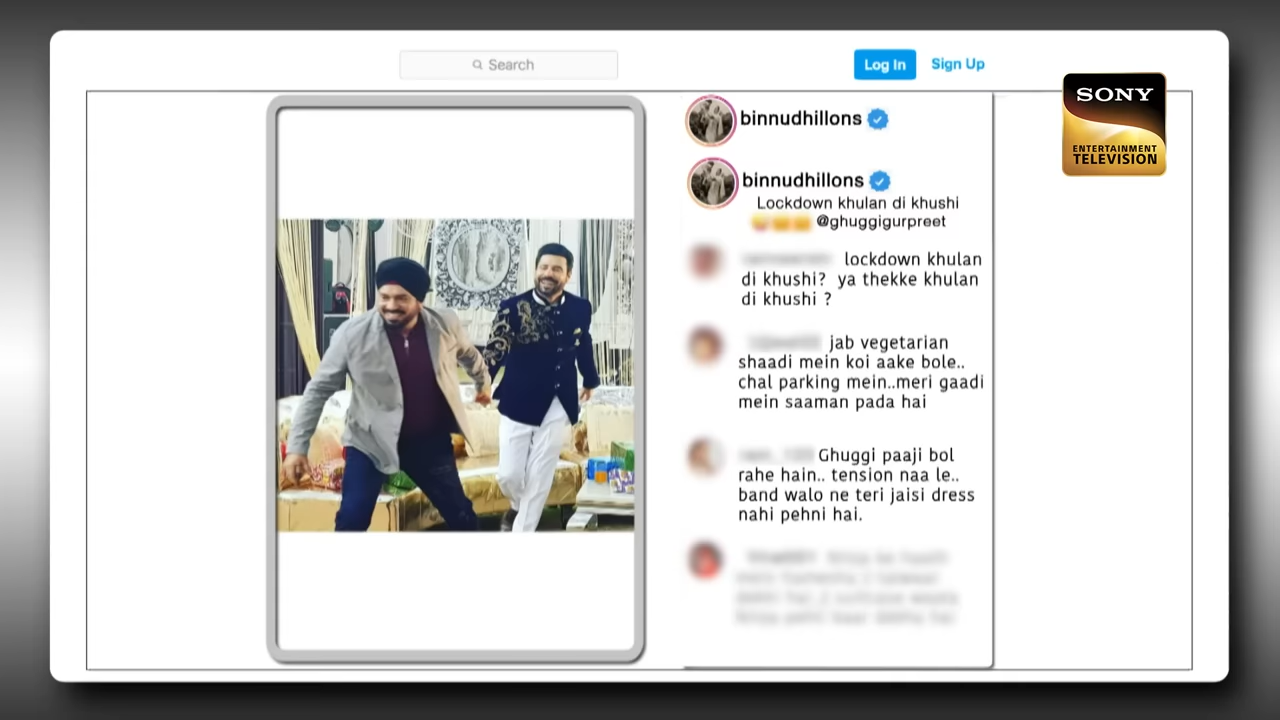 Search
Log In
Sign Up
SONY
ENTERTAINMENT
TELEVISION
binnudhillons
binnudhillons
Lockdown khulan di khushi
@ghuggigurpreet
lockdown khulan
di khushi? ya thekke khulan
di khushi ?
jab vegetarian
shaadi mein koi aake bole..
chal parking mein..meri gaadi
mein saaman pada hai
Ghuggi paaji bol
rahe hain.. tension naa le..
band walo ne teri jaisi dress
nahi pehni hai.